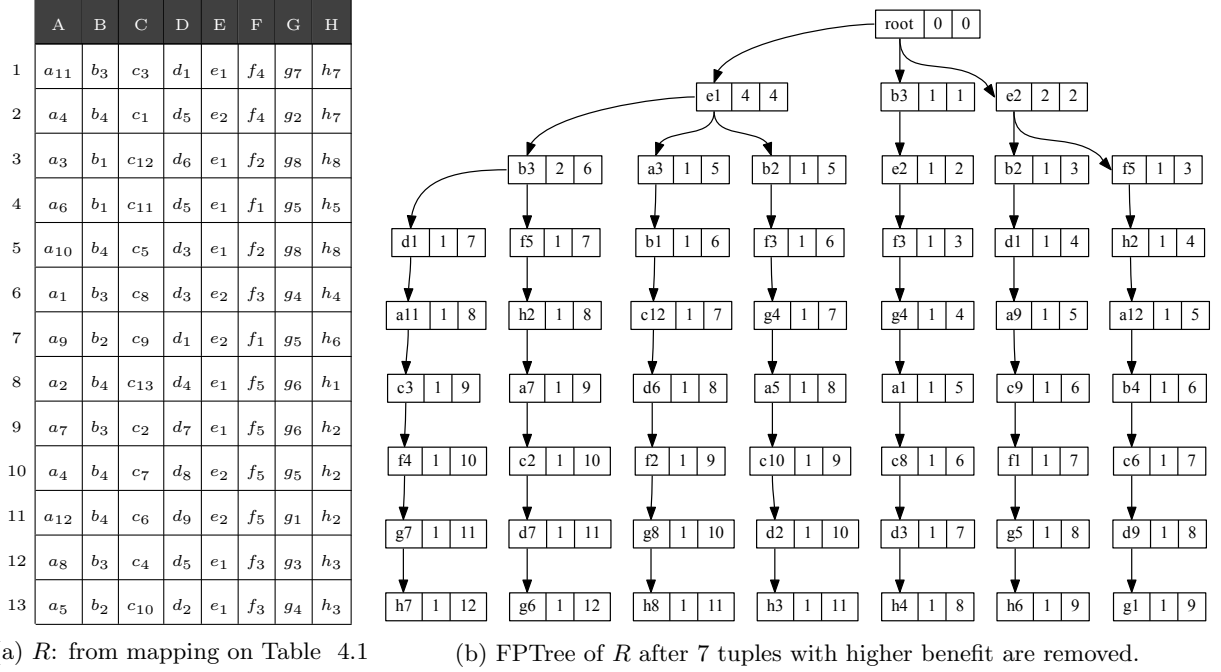 A B C D E F G H
1 a11 b3 c3 d1 e1 f4 g7 h7
2 a4 b4 c1 d5 e2 f4 g2 h7
3 a3 b1 c12 d6 e1 f2 g8 h8
4 a6 b1 c11 d5 e1 f1 g5 h5
5 a10 b4 c5 d3 e1 f2 g8 h8
6 a1 b3 c8 d3 e2 f3 g4 h4
7 a9 b2 c9 d1 e2 f1 g5 h6
8 a2 b4 c13 d4 e1 f5 g6 h1
9 a7 b3 c2 d7 e1 f5 g6 h2
10 a4 b4 c7 d8 e2 f5 g5 h2
11 a12 b4 c6 d9 e2 f5 g1 h2
12 a8 b3 c4 d5 e1 f3 g3 h3
13 a5 b2 c10 d2 e1 f3 g4 h3
a) R: from mapping on Table 4.1
root 0 0
e1 4 4 b3 1 1 e2 2 2
b3 2 6 a3 1 5 b2 1 5 e2 1 2 b2 1 3 f5 1 3
d1 1 7 f5 1 7 b1 1 6 f3 1 6 f3 1 3 d1 1 4 h2 1 4
a11 1 8 h2 1 8 c12 1 7 g4 1 7 g4 1 4 a9 1 5 a12 1 5
c3 1 9 a7 1 9 d6 1 8 a5 1 8 a1 1 5 c9 1 6 b4 1 6
f4 1 10 c2 1 10 f2 1 9 c10 1 9 c8 1 6 f1 1 7 c6 1 7
g7 1 11 d7 1 11 g8 1 10 d2 1 10 d3 1 7 g5 1 8 d9 1 8
h7 1 12 g6 1 12 h8 1 11 h3 1 11 h4 1 8 h6 1 9 g1 1 9
(b) FPTree of R after 7 tuples with higher benefit are removed.